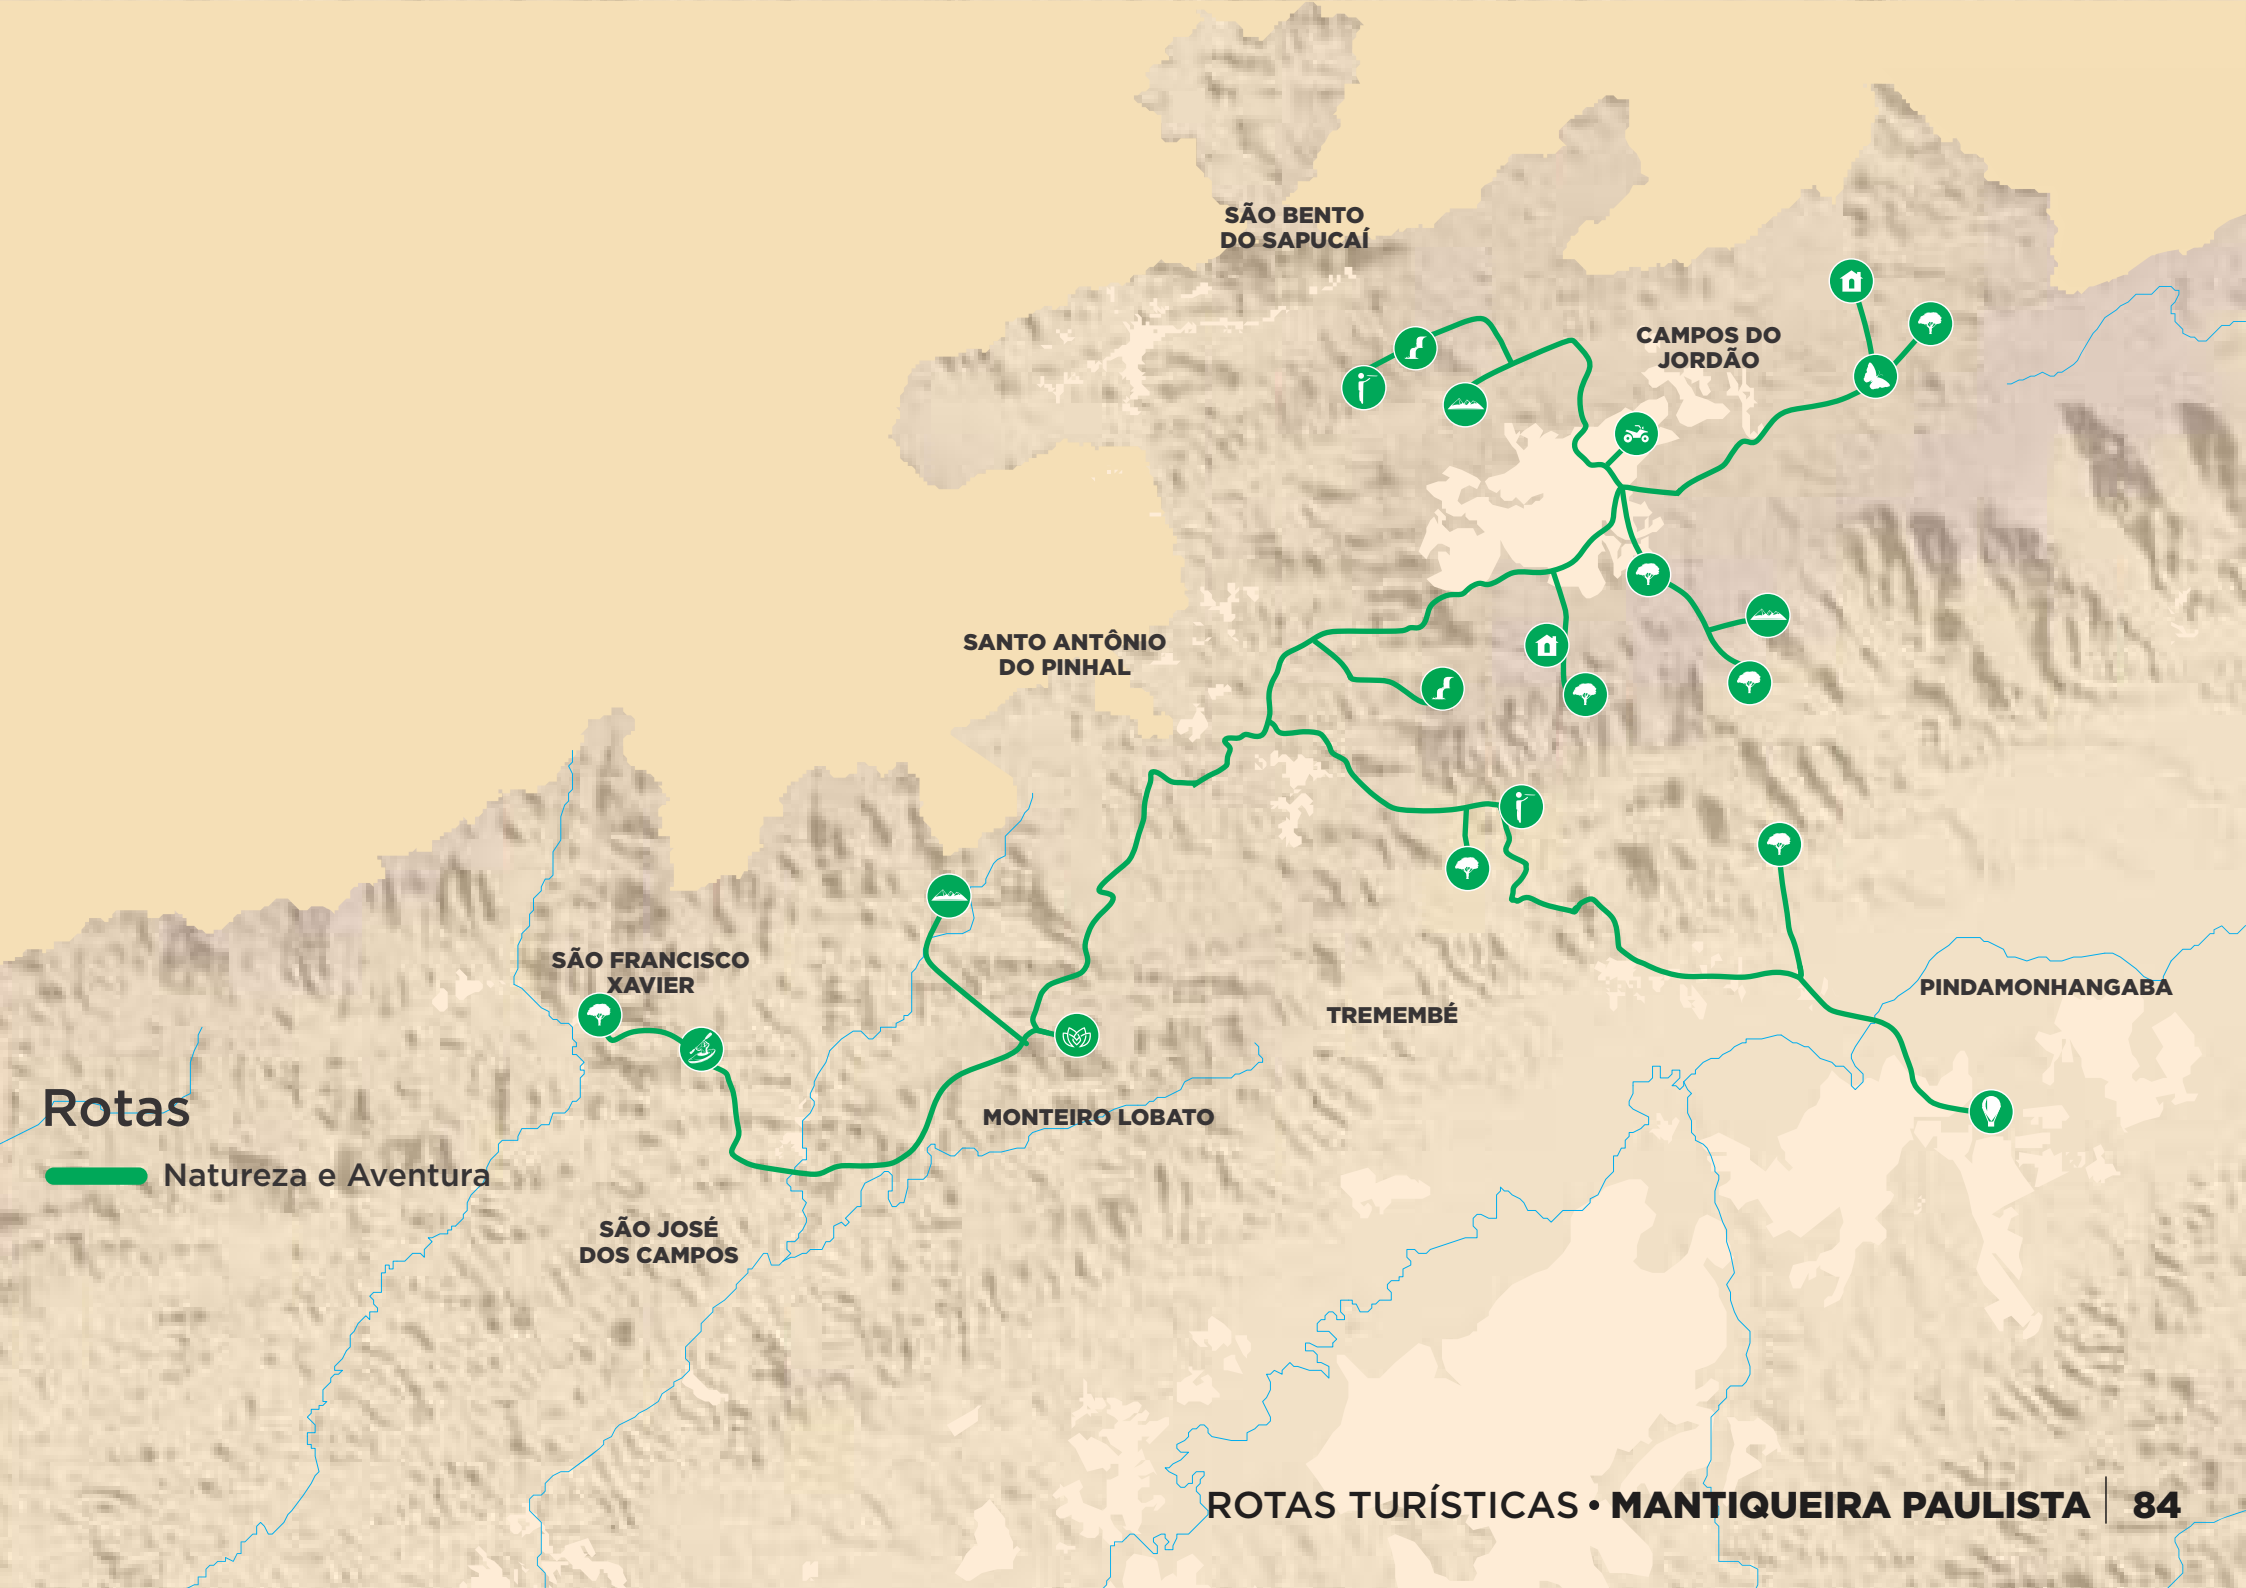 SÃO BENTO
DO SAPUCAÍ
CAMPOS DO
JORDÃO
SANTO ANTÔNIO
DO PINHAL
SÃO FRANCISCO
XAVIER
PINDAMONHANGABA
TREMEMBÉ
MONTEIRO LOBATO
Rotas
Natureza e Aventura
SÃO JOSÉ
DOS CAMPOS
ROTAS TURÍSTICAS • MANTIQUEIRA PAULISTA | 84